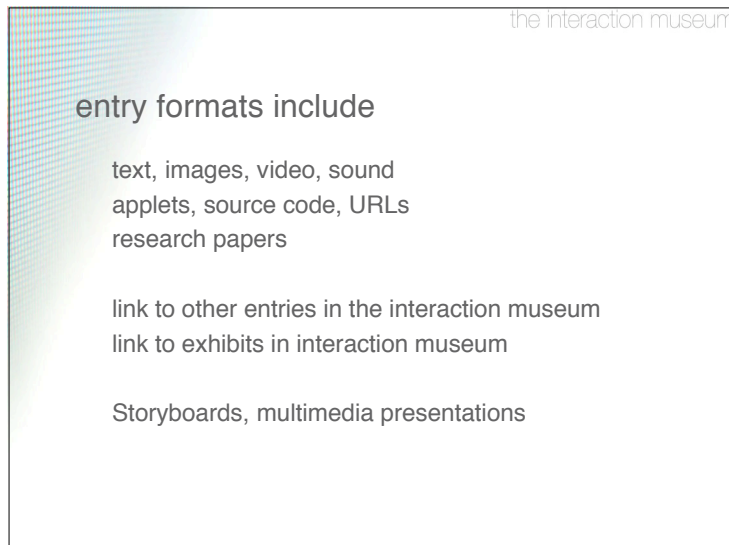 the interaction museum
entry formats include
text, images, video, sound
applets, source code, URLs
research papers
link to other entries in the interaction museum
link to exhibits in interaction museum
Storyboards, multimedia presentations